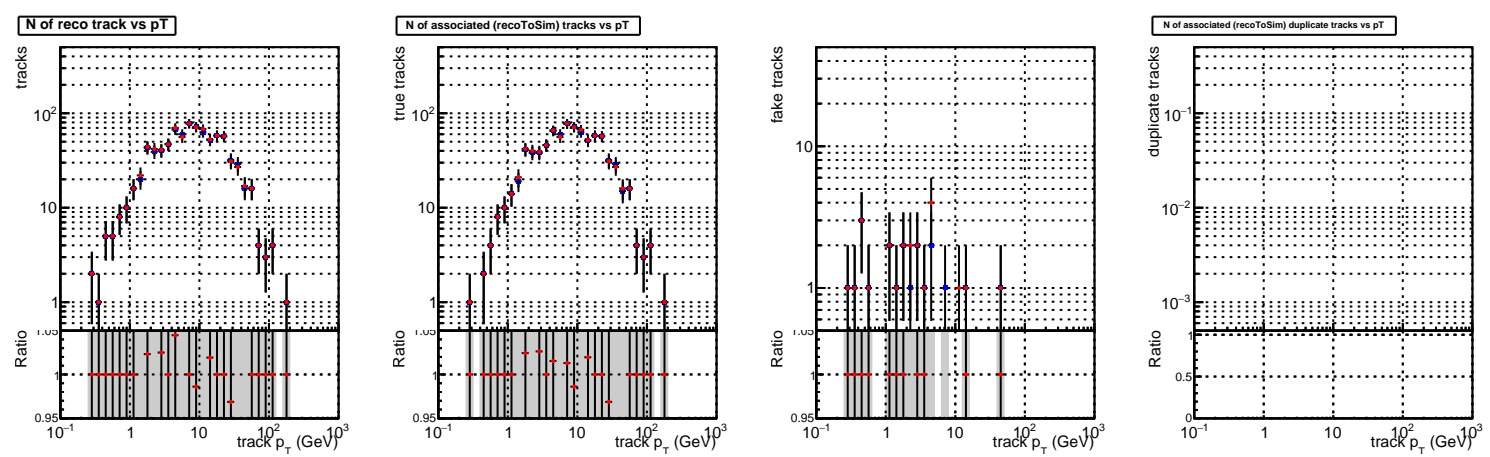 N of reco track vs pT
tracks
10²
10
1
Ratio
1.05
1
0.95
10⁻¹ 1 10 10² 10³
track p_T (GeV)
N of associated (recoToSim) tracks vs pT
true tracks
10²
10
1
Ratio
1.05
1
0.95
10⁻¹ 1 10 10² 10³
track p_T (GeV)
fake tracks
10
1
Ratio
1.05
1
0.95
10⁻¹ 1 10 10² 10³
track p_T (GeV)
N of associated (recoToSim) duplicate tracks vs pT
duplicate tracks
10⁻¹
10⁻²
10⁻³
Ratio
1
0.5
0
10⁻¹ 1 10 10² 10³
track p_T (GeV)